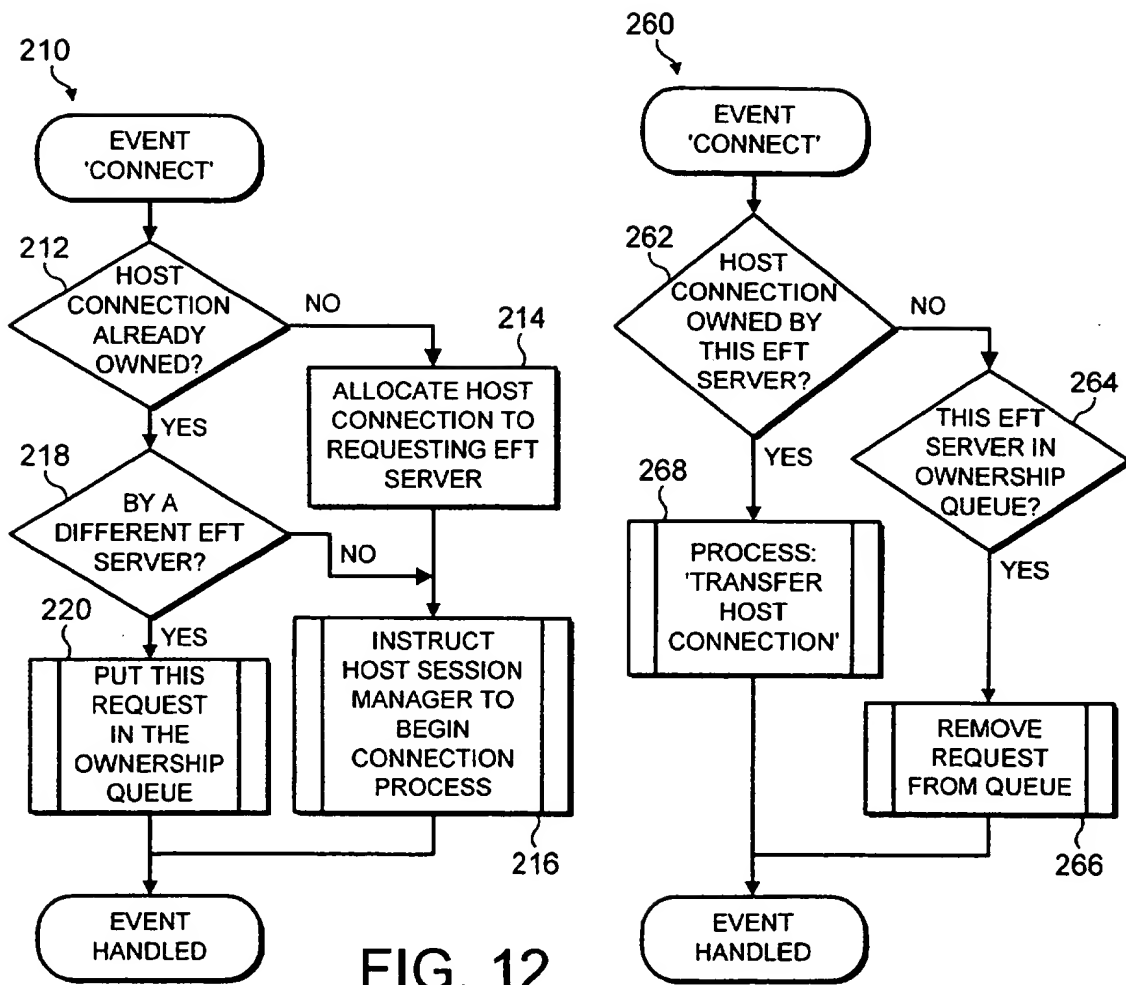 210
EVENT
'CONNECT'
212
HOST
CONNECTION
ALREADY
OWNED?
NO
214
ALLOCATE HOST
CONNECTION TO
REQUESTING EFT
SERVER
YES
218
BY A
DIFFERENT EFT
SERVER?
NO
YES
220
PUT THIS
REQUEST
IN THE
OWNERSHIP
QUEUE
INSTRUCT
HOST SESSION
MANAGER TO
BEGIN
CONNECTION
PROCESS
216
EVENT
HANDLED
260
EVENT
'CONNECT'
262
HOST
CONNECTION
OWNED BY
THIS EFT
SERVER?
NO
264
THIS EFT
SERVER IN
OWNERSHIP
QUEUE?
YES
268
PROCESS:
'TRANSFER
HOST
CONNECTION'
YES
REMOVE
REQUEST
FROM QUEUE
266
EVENT
HANDLED
FIG. 12